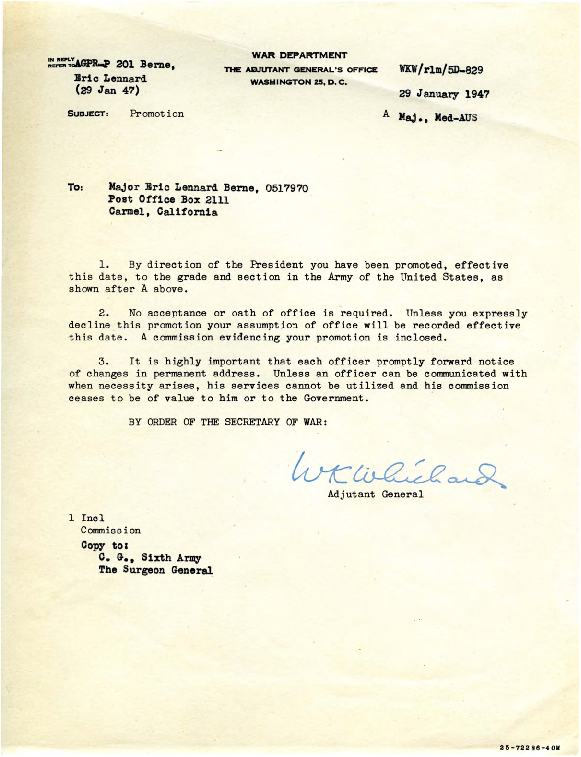 WAR DEPARTMENT
THE ADJUTANT GENERAL'S OFFICE
WASHINGTON 25, D. C.
IN REPLY
REFER TO AGPR-P 201 Berne,
Eric Lennard
(29 Jan 47)
WKW/rlm/5D-829
29 January 1947
SUBJECT: Promotion
A Maj., Med-AUS
TO: Major Eric Lennard Berne, O517970
Post Office Box 2111
Carmel, California
1. By direction of the President you have been promoted, effective
this date, to the grade and section in the Army of the United States, as
shown after A above.
2. No acceptance or oath of office is required. Unless you expressly
decline this promotion your assumption of office will be recorded effective
this date. A commission evidencing your promotion is inclosed.
3. It is highly important that each officer promptly forward notice
of changes in permanent address. Unless an officer can be communicated with
when necessity arises, his services cannot be utilized and his commission
ceases to be of value to him or to the Government.
BY ORDER OF THE SECRETARY OF WAR:
WKWhichard
Adjutant General
1 Incl
Commission
Copy to:
C. G., Sixth Army
The Surgeon General
25-72296-40M